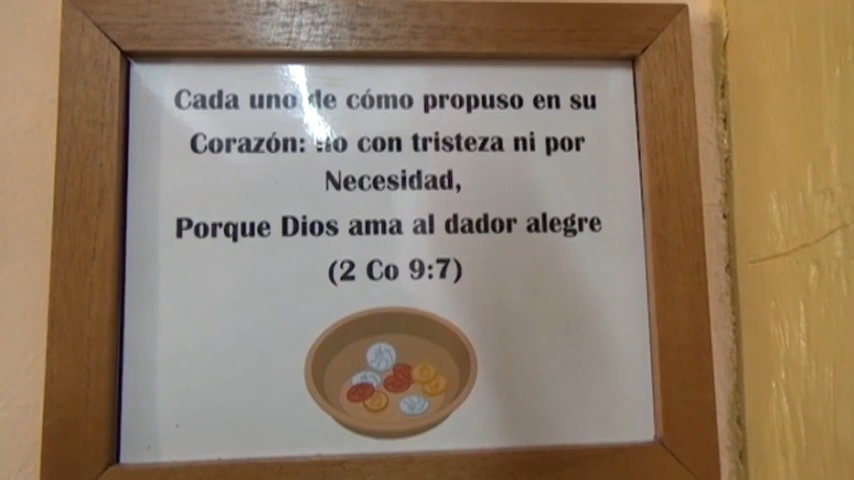 Cada uno de cómo propuso en su
Corazón: no con tristeza ni por
Necesidad,
Porque Dios ama al dador alegre
(2 Co 9:7)